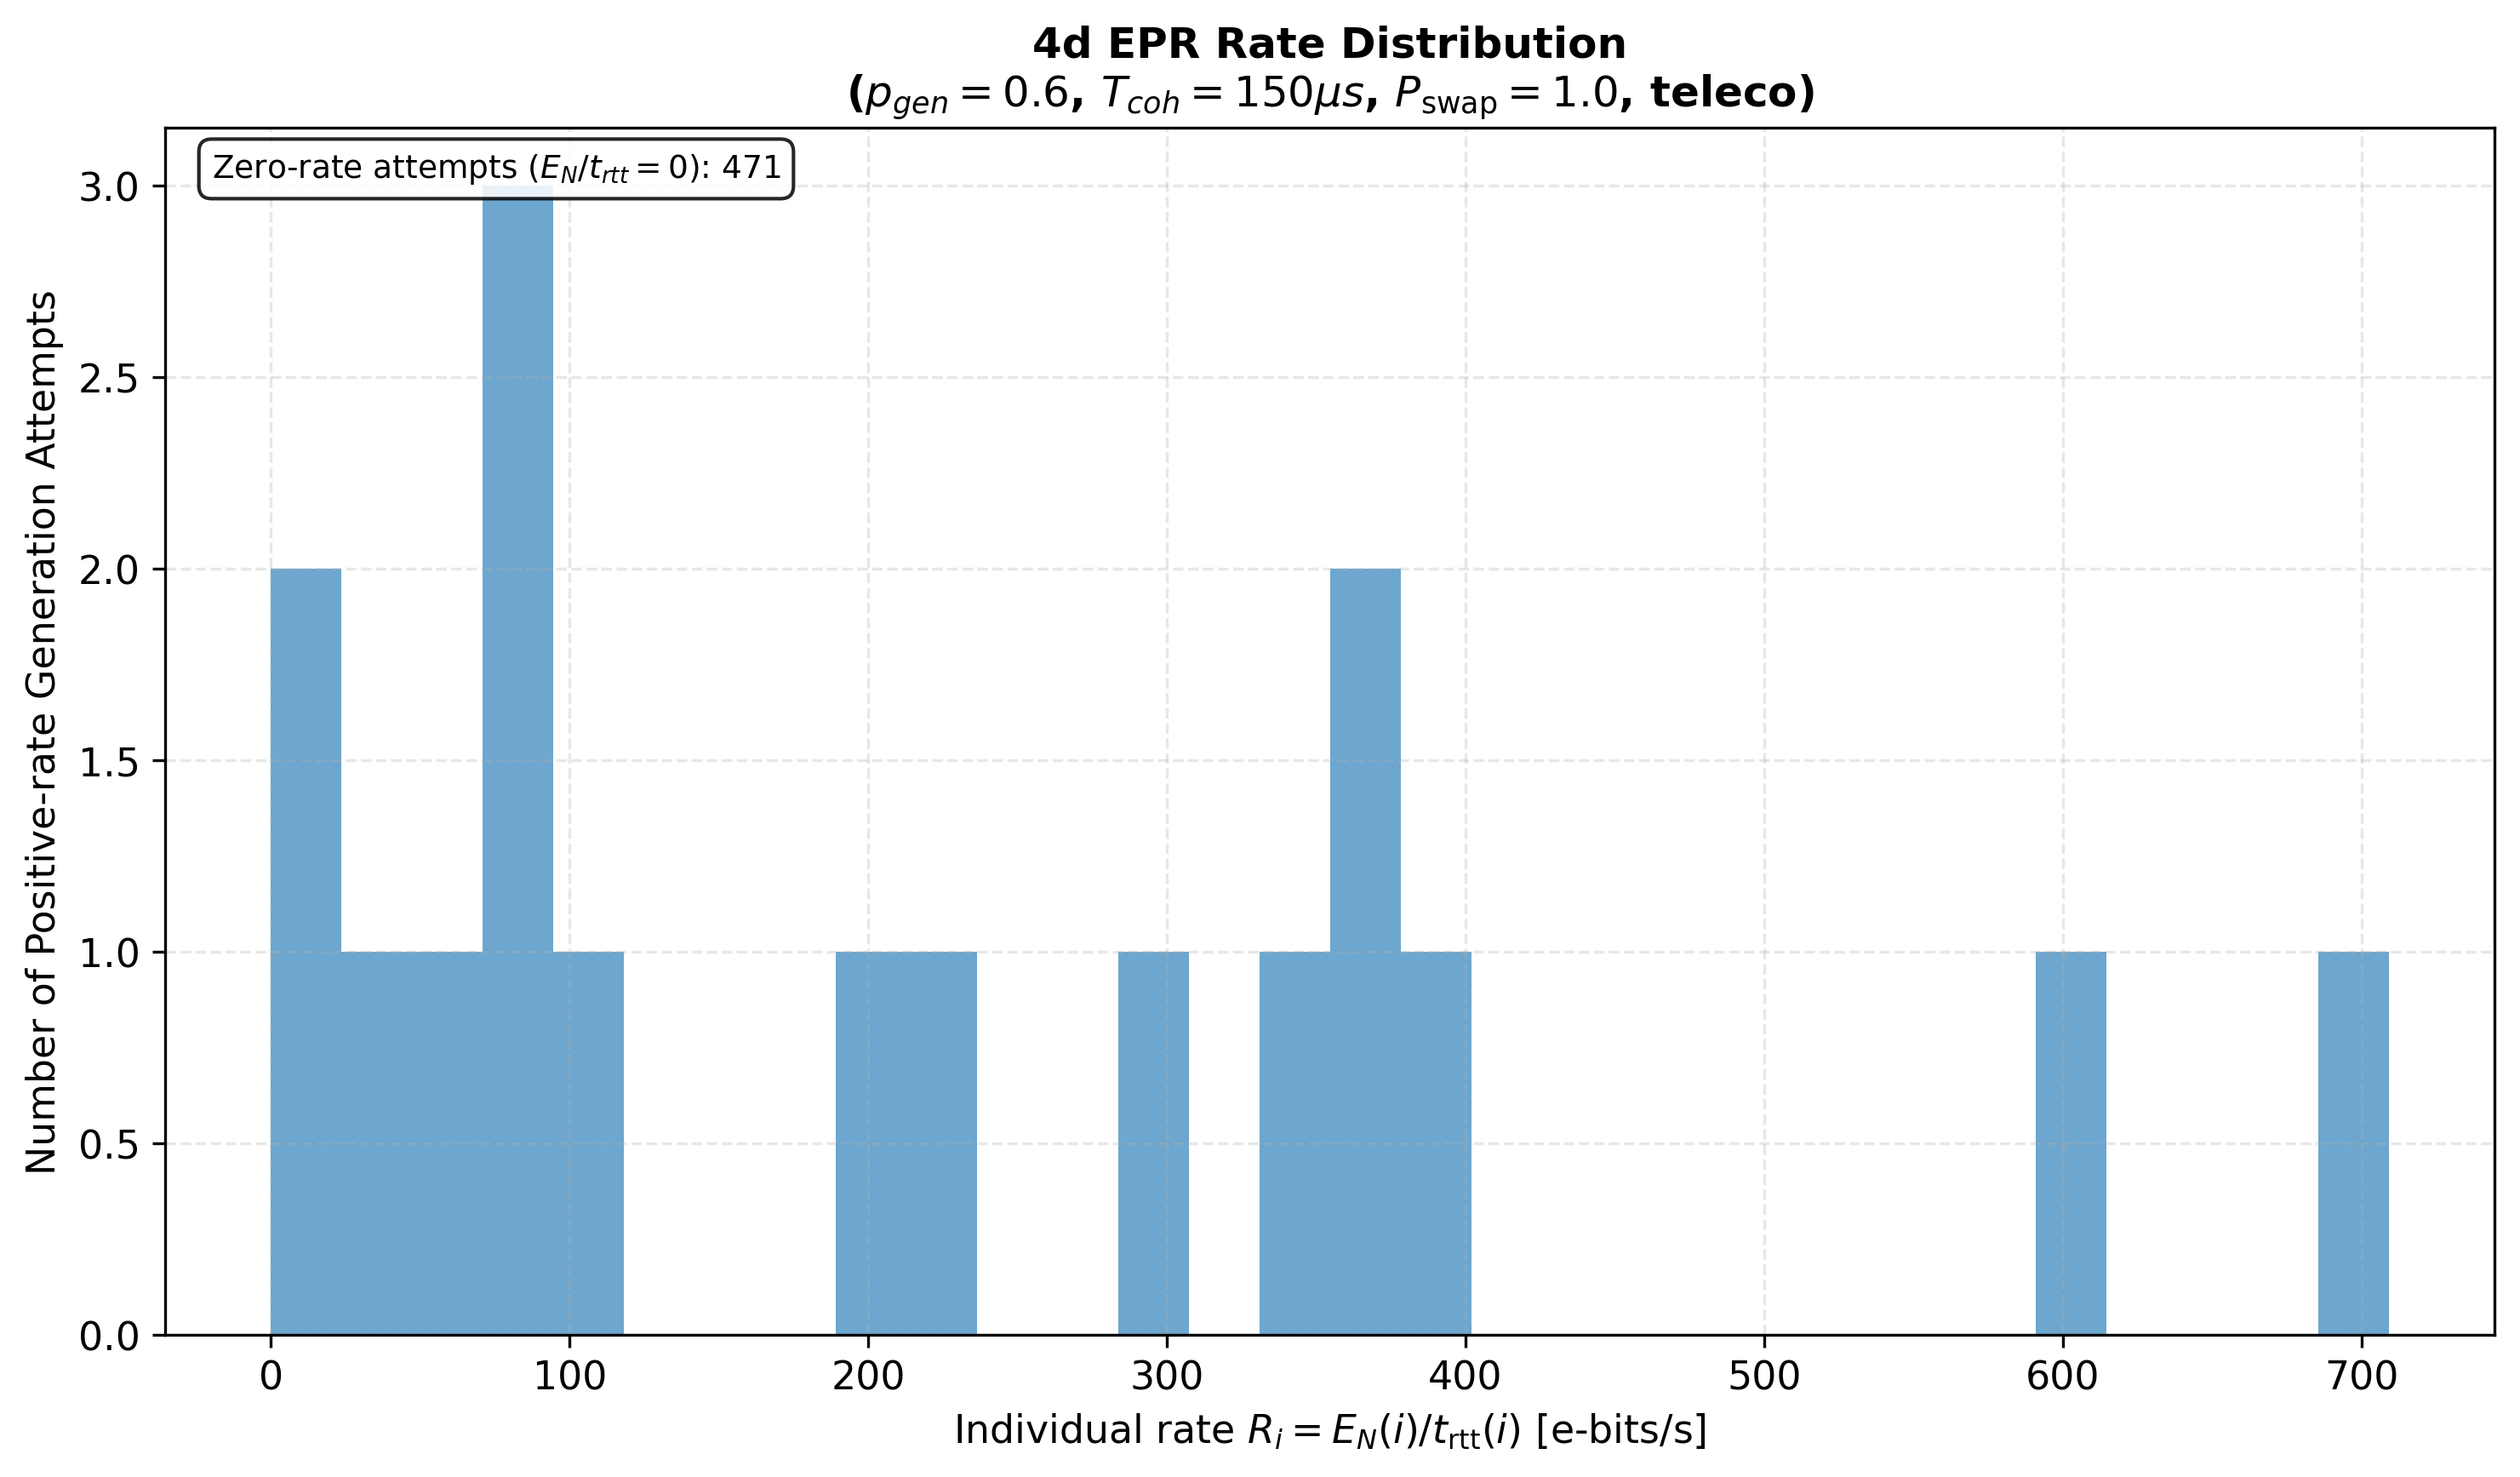 4d EPR Rate Distribution
(p_gen = 0.6, T_coh = 150μs, P_swap = 1.0, teleco)
Zero-rate attempts (E_N/t_rtt = 0): 471
Number of Positive-rate Generation Attempts
3.0
2.5
2.0
1.5
1.0
0.5
0.0
0 100 200 300 400 500 600 700
Individual rate R_i = E_N(i)/t_rtt(i) [e-bits/s]